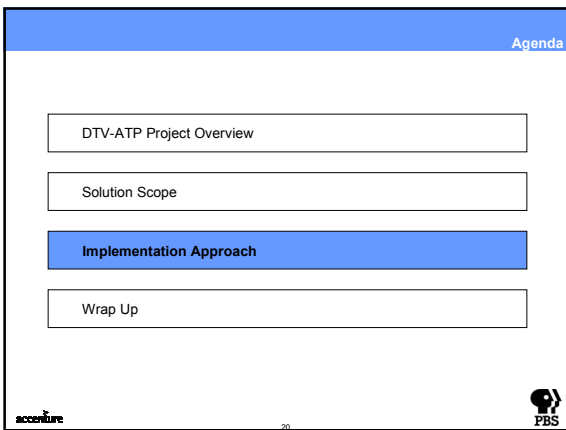 Agenda
DTV-ATP Project Overview
Solution Scope
Implementation Approach
Wrap Up
accenture
20
PBS